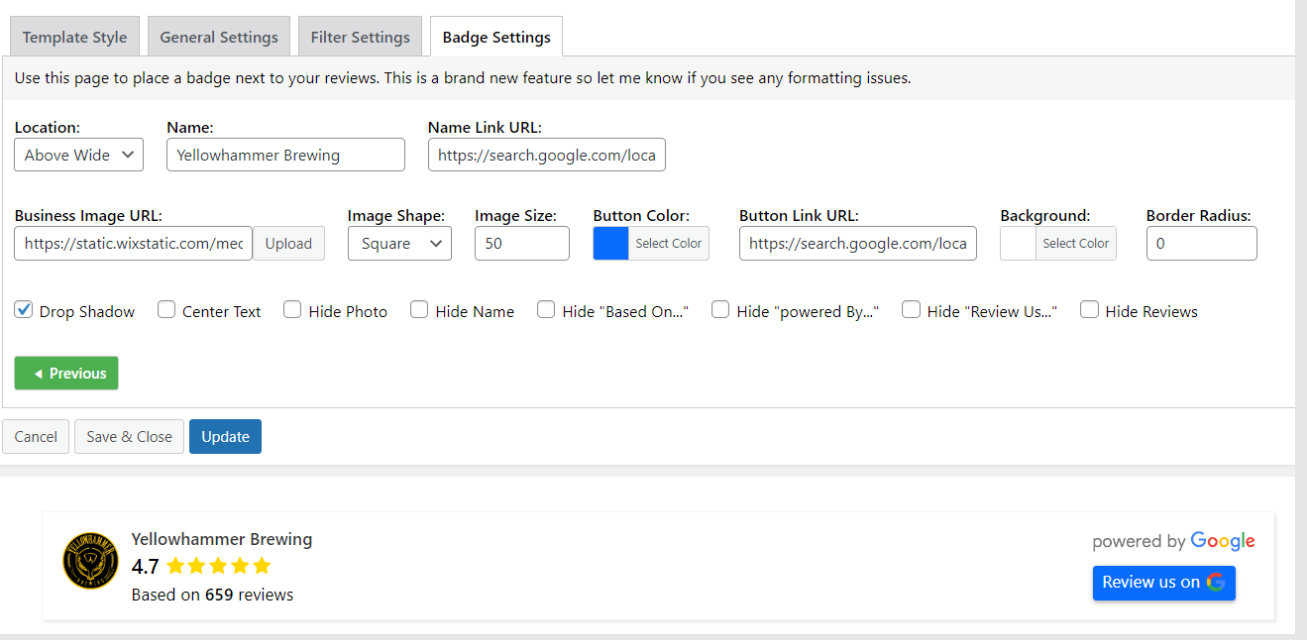 Template Style General Settings Filter Settings Badge Settings
Use this page to place a badge next to your reviews. This is a brand new feature so let me know if you see any formatting issues.
Location: Name: Name Link URL:
Above Wide Yellowhammer Brewing https://search.google.com/loca
Business Image URL: Image Shape: Image Size: Button Color: Button Link URL: Background: Border Radius:
https://static.wixstatic.com/mec Upload Square 50 Select Color https://search.google.com/loca Select Color 0
Drop Shadow Center Text Hide Photo Hide Name Hide "Based On..." Hide "powered By..." Hide "Review Us..." Hide Reviews
Previous
Cancel Save & Close Update
YELLOWHAMMER
BREWING
Yellowhammer Brewing
4.7
Based on 659 reviews
powered by Google
Review us on G